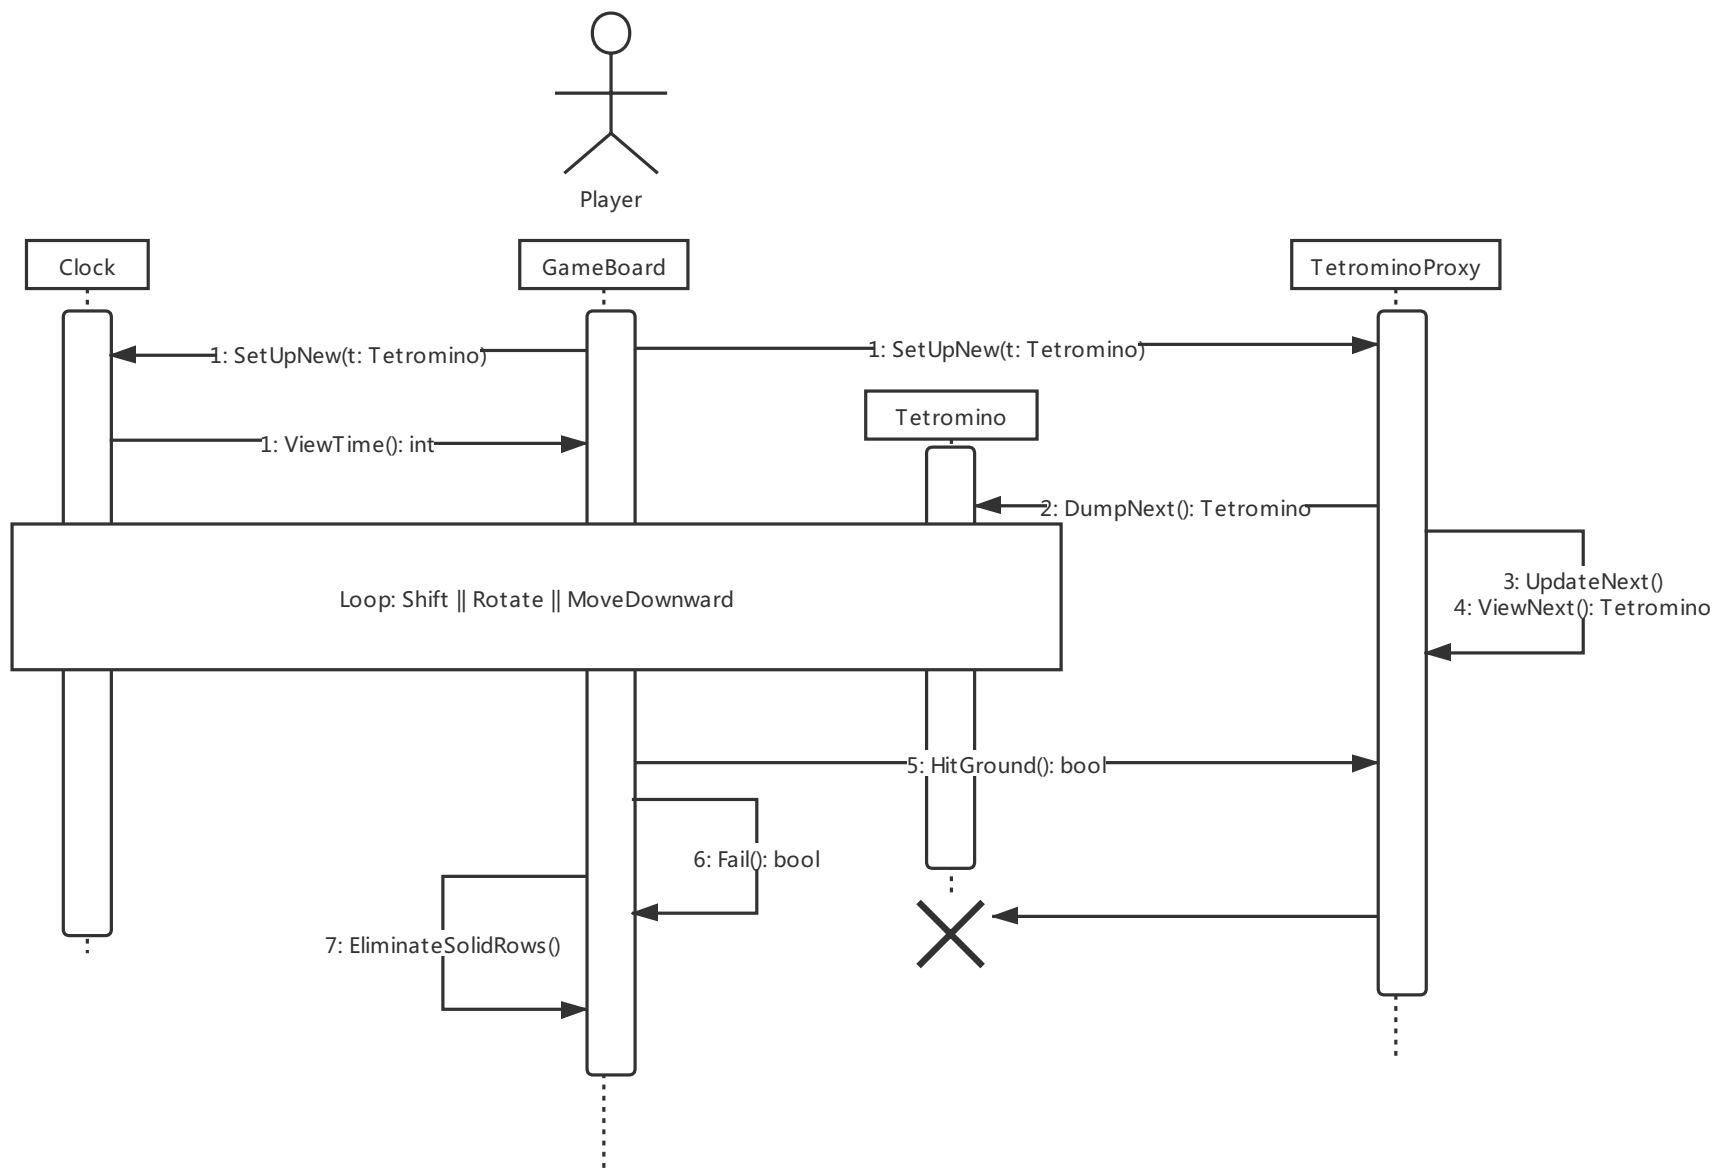 Player
Clock
GameBoard
TetrominoProxy
1: SetUpNew(t: Tetromino)
1: SetUpNew(t: Tetromino)
Tetromino
1: ViewTime(): int
2: DumpNext(): Tetromino
3: UpdateNext()
4: ViewNext(): Tetromino
Loop: Shift || Rotate || MoveDownward
5: HitGround(): bool
6: Fail(): bool
7: EliminateSolidRows()